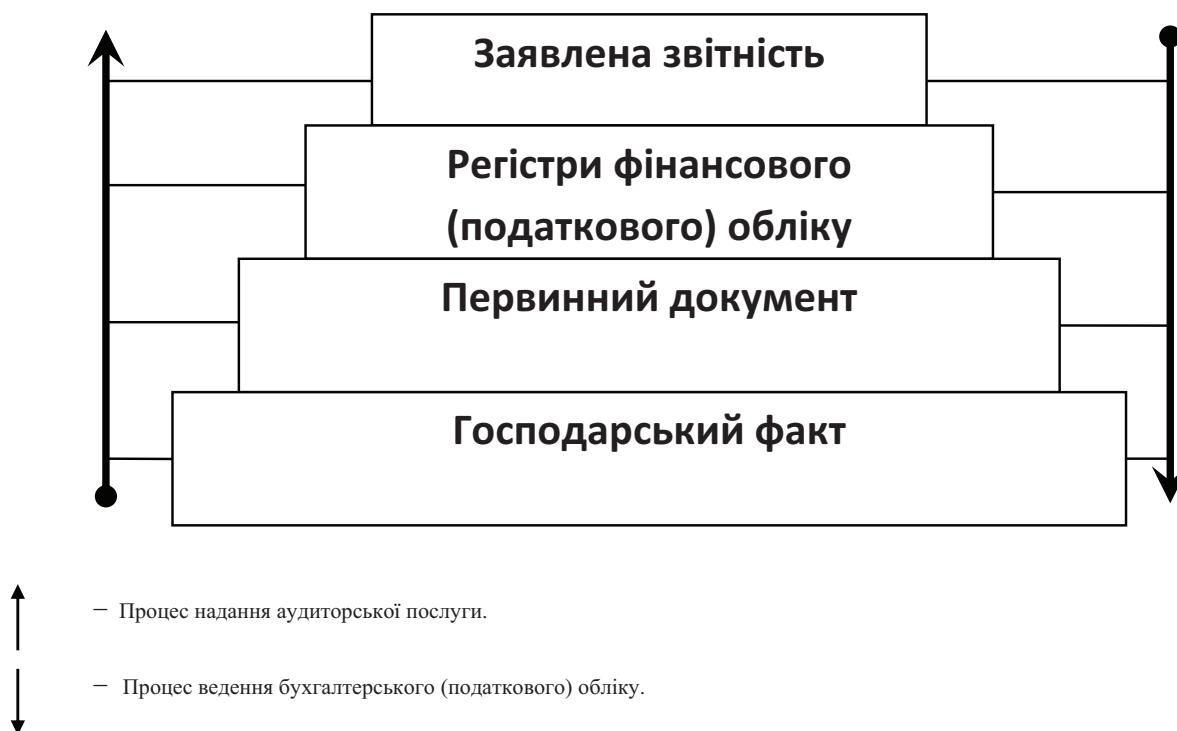 Заявлена звітність
Регістри фінансового
(податкового) обліку
Первинний документ
Господарський факт
– Процес надання аудиторської послуги.
– Процес ведення бухгалтерського (податкового) обліку.